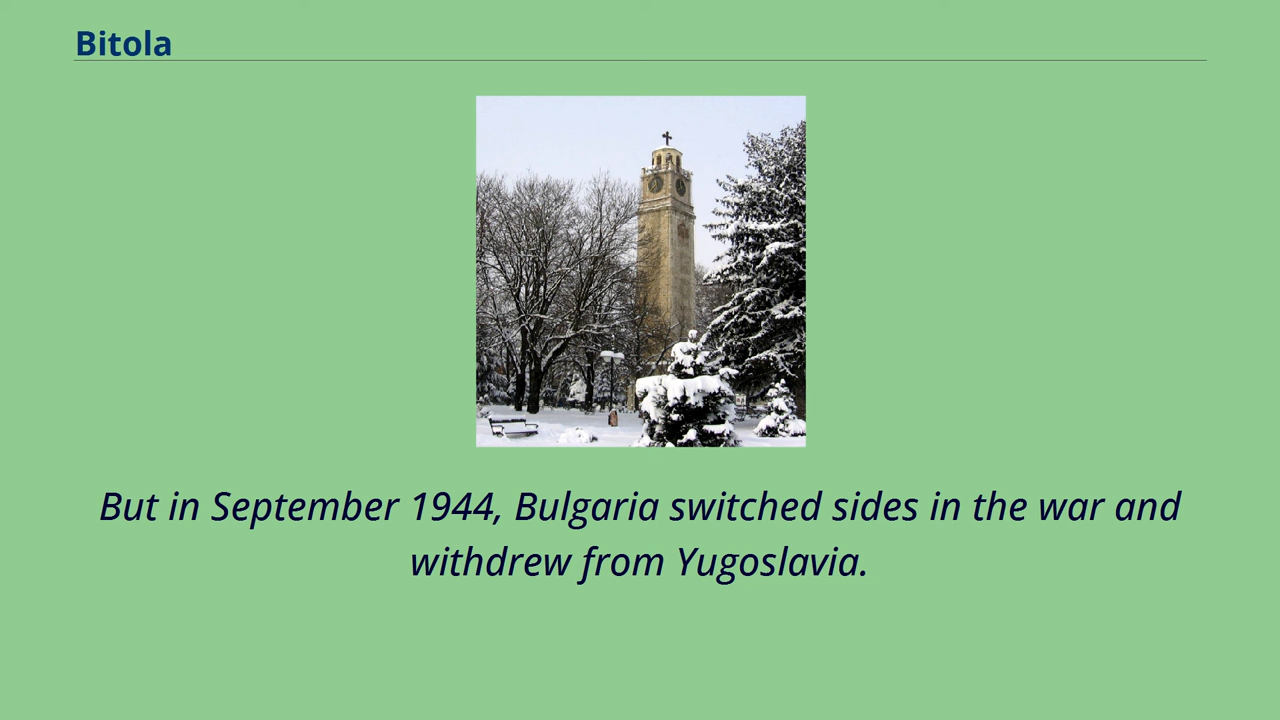 Bitola
But in September 1944, Bulgaria switched sides in the war and
withdrew from Yugoslavia.